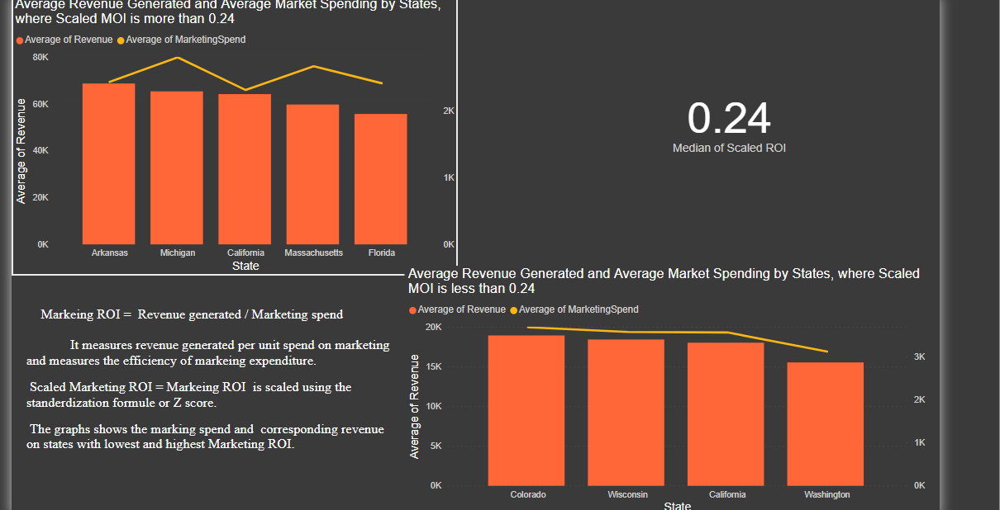 Average Revenue Generated and Average Market Spending by States,
where Scaled MOI is more than 0.24
Average of Revenue Average of MarketingSpend
80K
60K
40K
20K
0K
Average of Revenue
2K
1K
0K
Arkansas Michigan California Massachusetts Florida
State
0.24
Median of Scaled ROI
Markeing ROI = Revenue generated / Marketing spend
It measures revenue generated per unit spend on marketing
and measures the efficiency of markeing expenditure.
Scaled Marketing ROI = Markeing ROI is scaled using the
standerdization formule or Z score.
The graphs shows the marking spend and corresponding revenue
on states with lowest and highest Marketing ROI.
Average Revenue Generated and Average Market Spending by States, where Scaled
MOI is less than 0.24
Average of Revenue Average of MarketingSpend
20K
15K
10K
5K
0K
Average of Revenue
3K
2K
1K
0K
Colorado Wisconsin California Washington
State